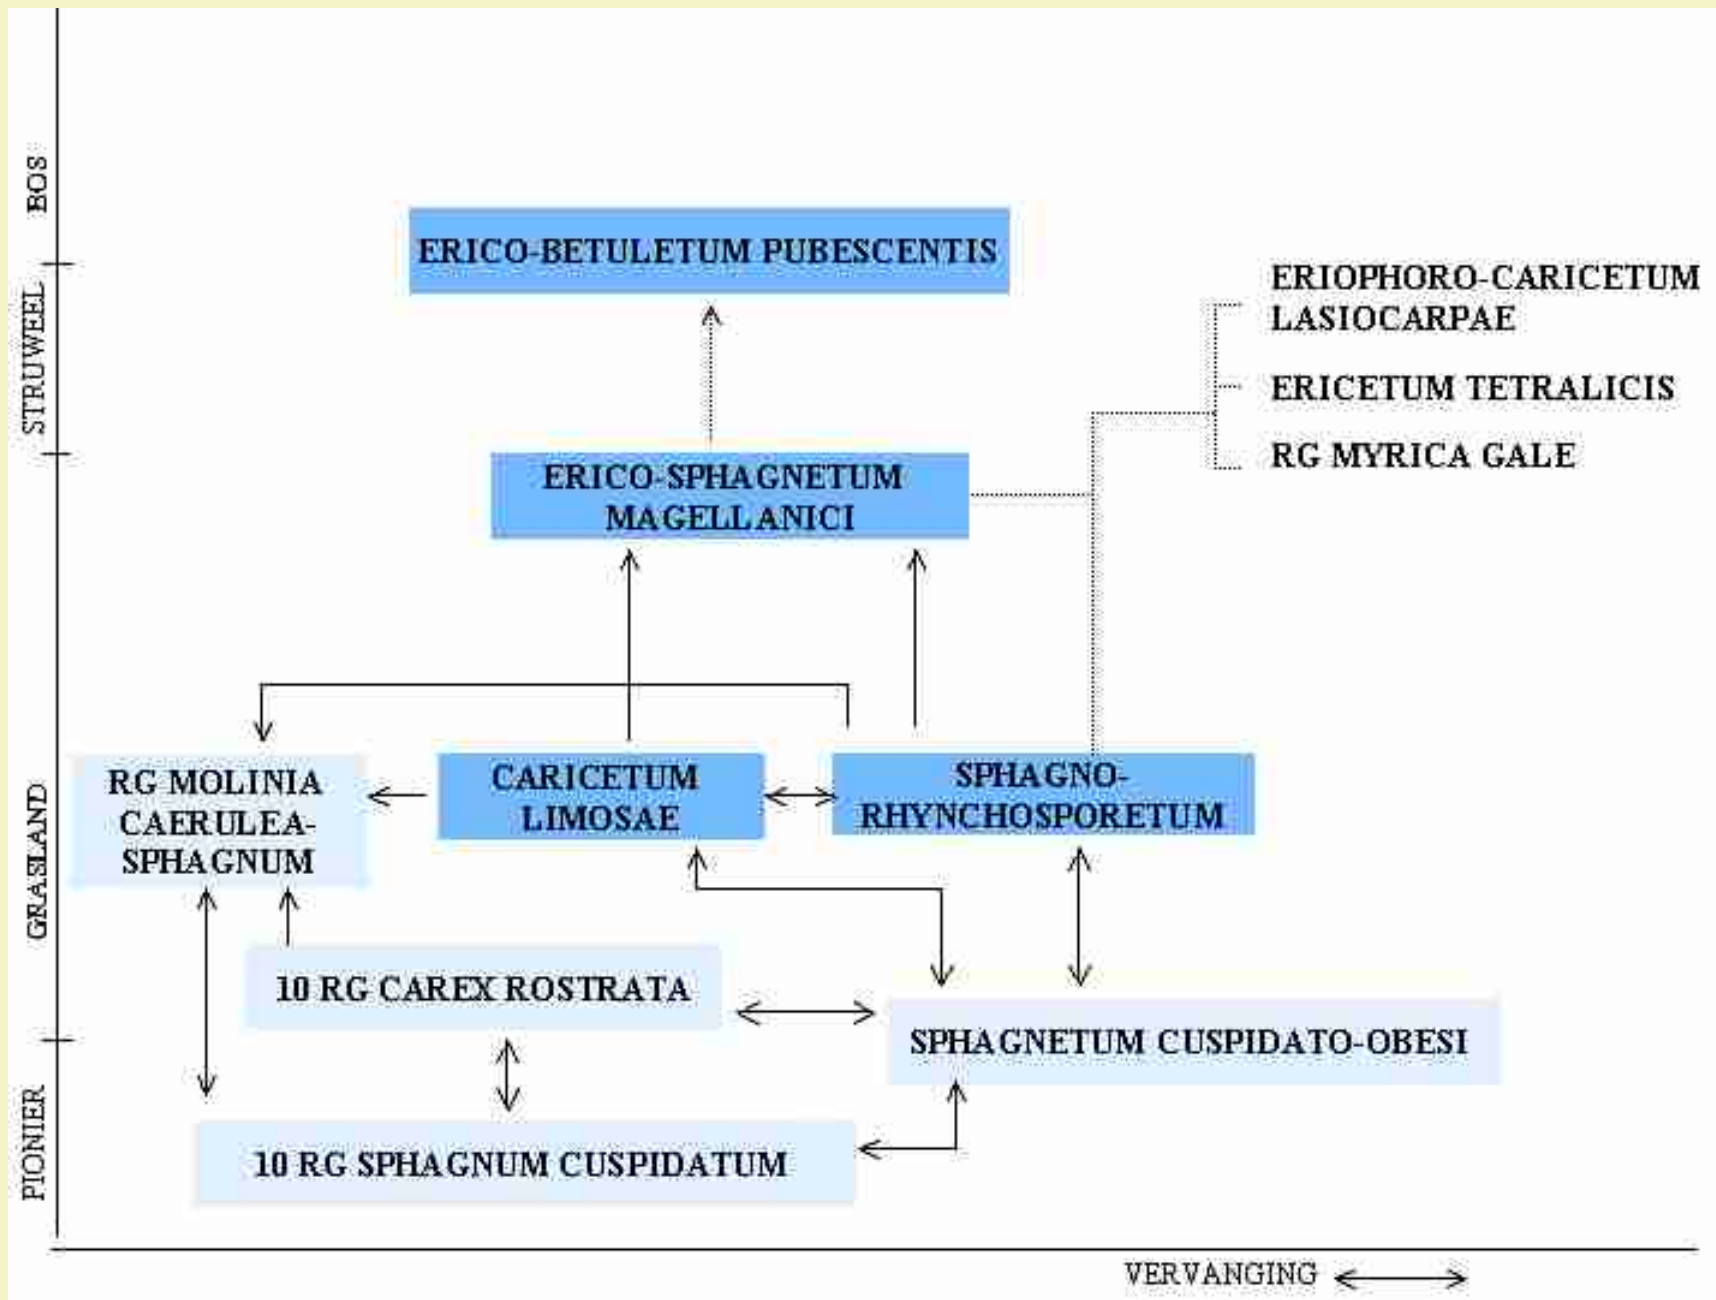 BOS
STRUWEEL
GRASLAND
PIONIER
ERICO-BETULETUM PUBESCENTIS
ERIOPHORO-CARICETUM
LASIOCARPAE
ERICETUM TETRALICIS
RG MYRICA GALE
ERICO-SPHAGNETUM
MAGELLANICI
RG MOLINIA
CAERULEA-
SPHAGNUM
CARICETUM
LIMOSAE
SPHAGNO-
RHYNCHOSPORETUM
10 RG CAREX ROSTRATA
SPHAGNETUM CUSPIDATO-OBESI
10 RG SPHAGNUM CUSPIDATUM
VERVANGING